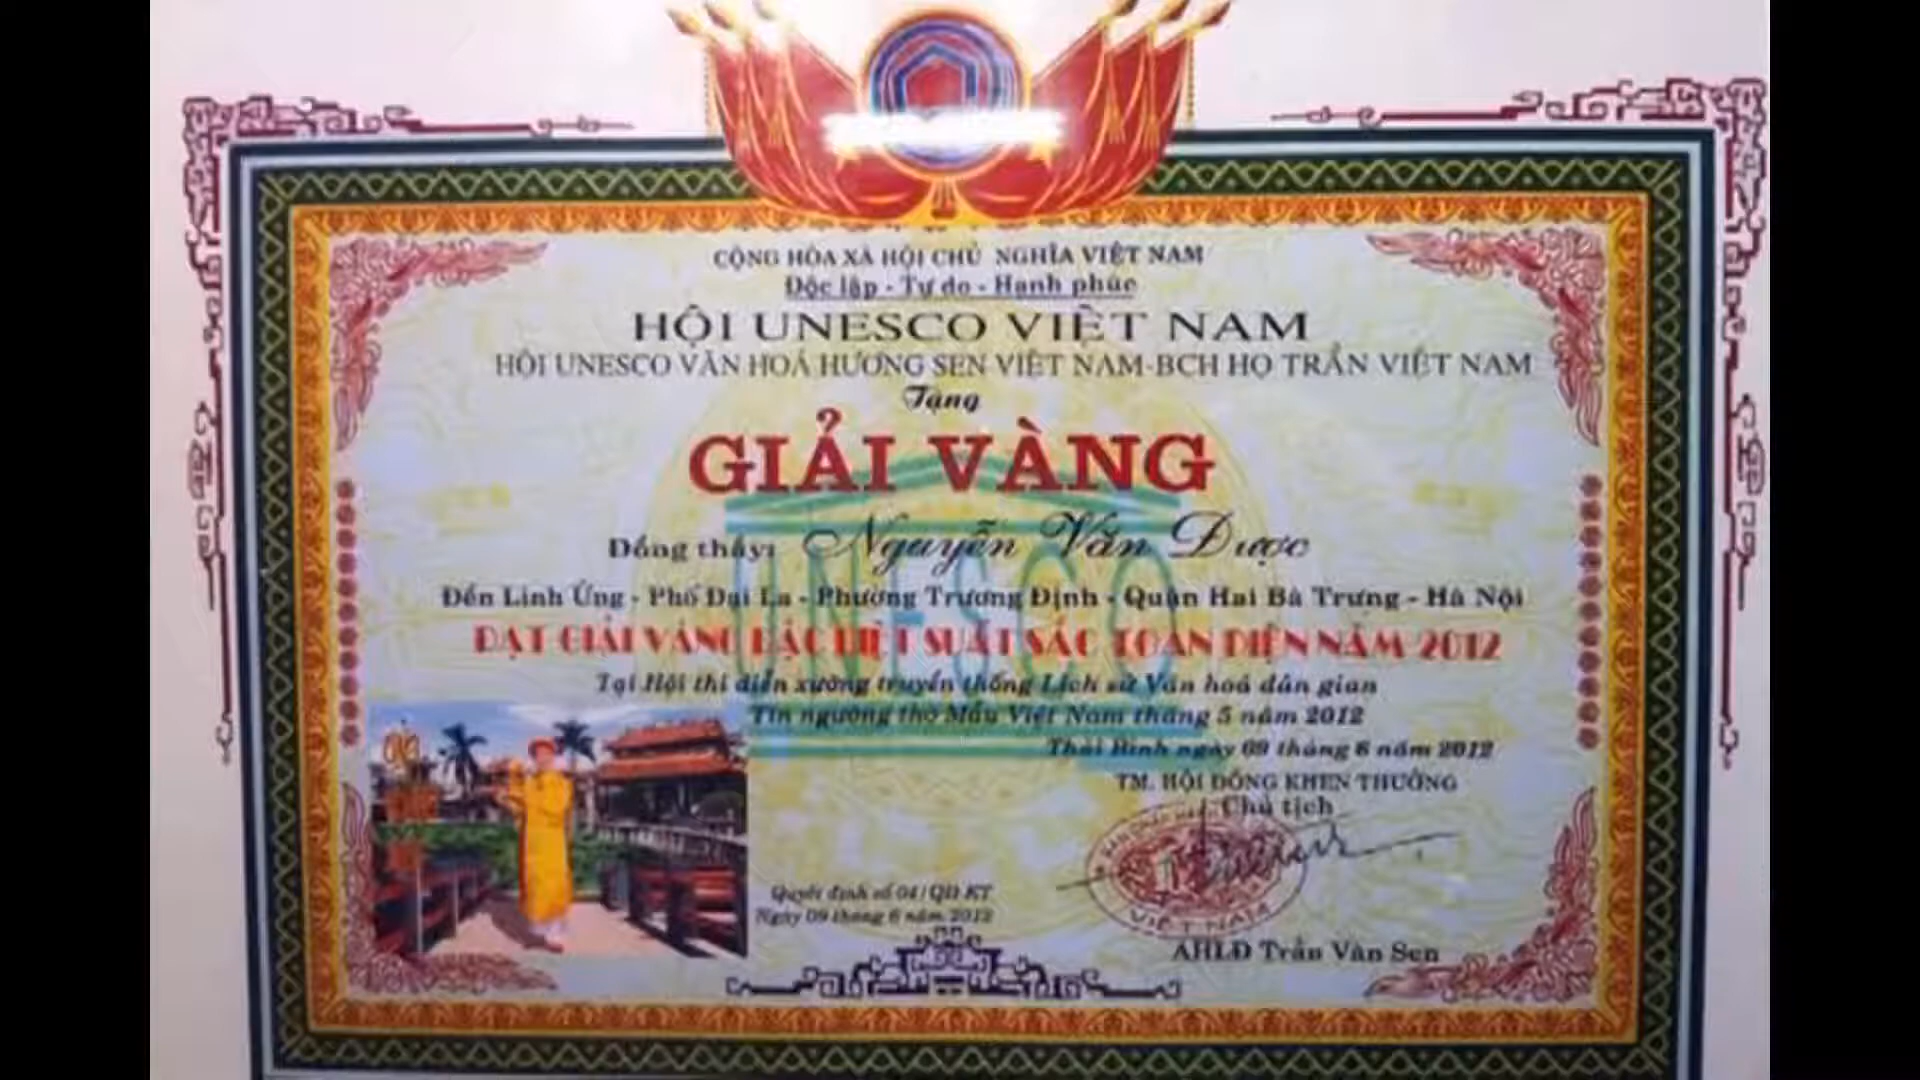 CỘNG HÒA XÃ HỘI CHỦ NGHĨA VIỆT NAM
Độc lập - Tự do - Hạnh phúc
HỘI UNESCO VIỆT NAM
HỘI UNESCO VĂN HOÁ HƯƠNG SEN VIỆT NAM-BCH HỌ TRẦN VIỆT NAM
Tặng
GIẢI VÀNG
Đồng thầy: Nguyễn Văn Dược
Đền Linh Ứng - Phố Đại La - Phường Trương Định - Quận Hai Bà Trưng - Hà Nội
ĐẠT GIẢI VÀNG ĐẶC BIỆT SUẤT SẮC TOÀN DIỆN NĂM 2012
Tại Hội thi diễn xướng truyền thống Lịch sử Văn hoá dân gian
Tín ngưỡng thờ Mẫu Việt Nam tháng 5 năm 2012
Thái Bình ngày 09 tháng 6 năm 2012
TM. HỘI ĐỒNG KHEN THƯỞNG
Chủ tịch
VIỆT NAM
Quyết định số 04/QĐ.KT
Ngày 09 tháng 6 năm 2012
AHLĐ Trần Văn Sen
UNESCO